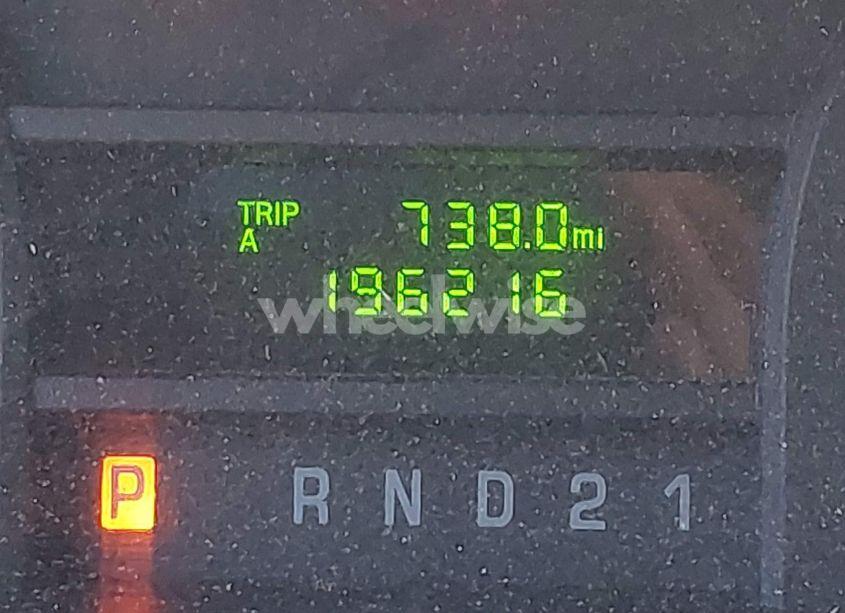 TRIP 738.0mi
A
196216
wheelwise
P R N D 2 1